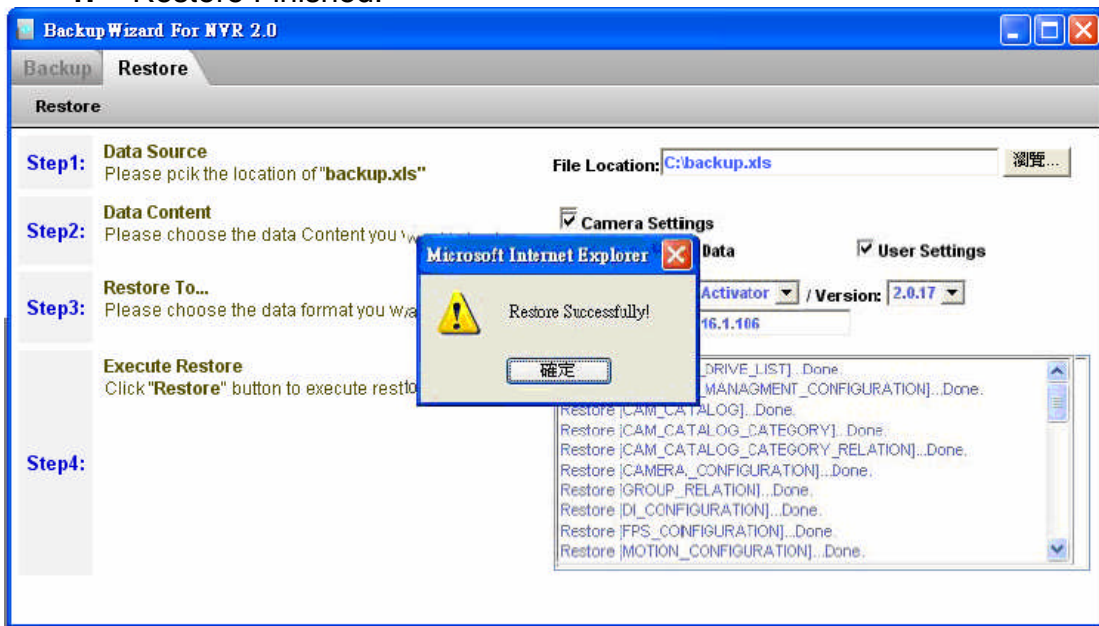 Restore Finished.
Backup Wizard For NVR 2.0
Backup Restore
Restore
Step1: Data Source
Please pcik the location of "backup.xls"
File Location: C:\backup.xls 瀏覽...
Step2: Data Content
Please choose the data Content you
Camera Settings
Data User Settings
Step3: Restore To...
Please choose the data format you wa
Activator / Version: 2.0.17
16.1.106
Microsoft Internet Explorer
Restore Successfully!
確定
Step4: Execute Restore
Click "Restore" button to execute rest
_DRIVE_LIST]...Done.
_MANAGMENT_CONFIGURATION]...Done.
Restore [CAM_CATALOG]...Done.
Restore [CAM_CATALOG_CATEGORY]...Done.
Restore [CAM_CATALOG_CATEGORY_RELATION]...Done.
Restore [CAMERA_CONFIGURATION]...Done.
Restore [GROUP_RELATION]...Done.
Restore [DI_CONFIGURATION]...Done.
Restore [FPS_CONFIGURATION]...Done.
Restore [MOTION_CONFIGURATION]...Done.